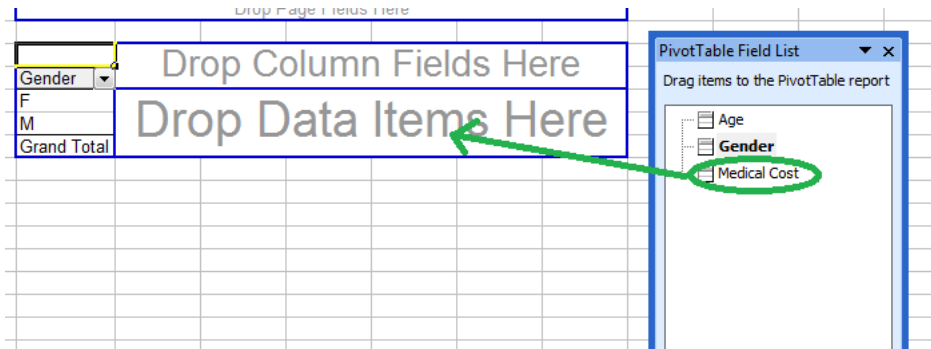 Drop Page Fields Here
Drop Column Fields Here
Gender
F
M
Grand Total
Drop Data Items Here
PivotTable Field List
Drag items to the PivotTable report
Age
Gender
Medical Cost